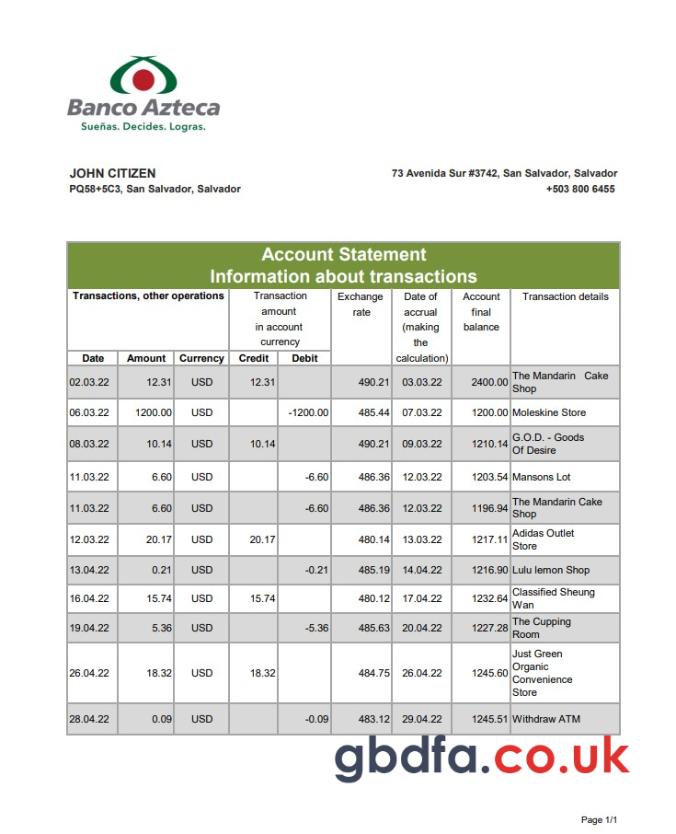 Banco Azteca
Sueñas. Decides. Logras.
JOHN CITIZEN
PQ58+5C3, San Salvador, Salvador
73 Avenida Sur #3742, San Salvador, Salvador
+503 800 6455
Account Statement
Information about transactions
Transactions, other operations
Transaction
amount
in account
currency
Exchange
rate
Date of
accrual
(making
the
calculation)
Account
final
balance
Transaction details
Date Amount Currency Credit Debit
02.03.22 12.31 USD 12.31 490.21 03.03.22 2400.00 The Mandarin Cake
Shop
06.03.22 1200.00 USD -1200.00 485.44 07.03.22 1200.00 Moleskine Store
08.03.22 10.14 USD 10.14 490.21 09.03.22 1210.14 G.O.D. - Goods
Of Desire
11.03.22 6.60 USD -6.60 486.36 12.03.22 1203.54 Mansons Lot
11.03.22 6.60 USD -6.60 486.36 12.03.22 1196.94 The Mandarin Cake
Shop
12.03.22 20.17 USD 20.17 480.14 13.03.22 1217.11 Adidas Outlet
Store
13.04.22 0.21 USD -0.21 485.19 14.04.22 1216.90 Lulu lemon Shop
16.04.22 15.74 USD 15.74 480.12 17.04.22 1232.64 Classified Sheung
Wan
19.04.22 5.36 USD -5.36 485.63 20.04.22 1227.28 The Cupping
Room
26.04.22 18.32 USD 18.32 484.75 26.04.22 1245.60 Just Green
Organic
Convenience
Store
28.04.22 0.09 USD -0.09 483.12 29.04.22 1245.51 Withdraw ATM
gbdfa.co.uk
Page 1/1